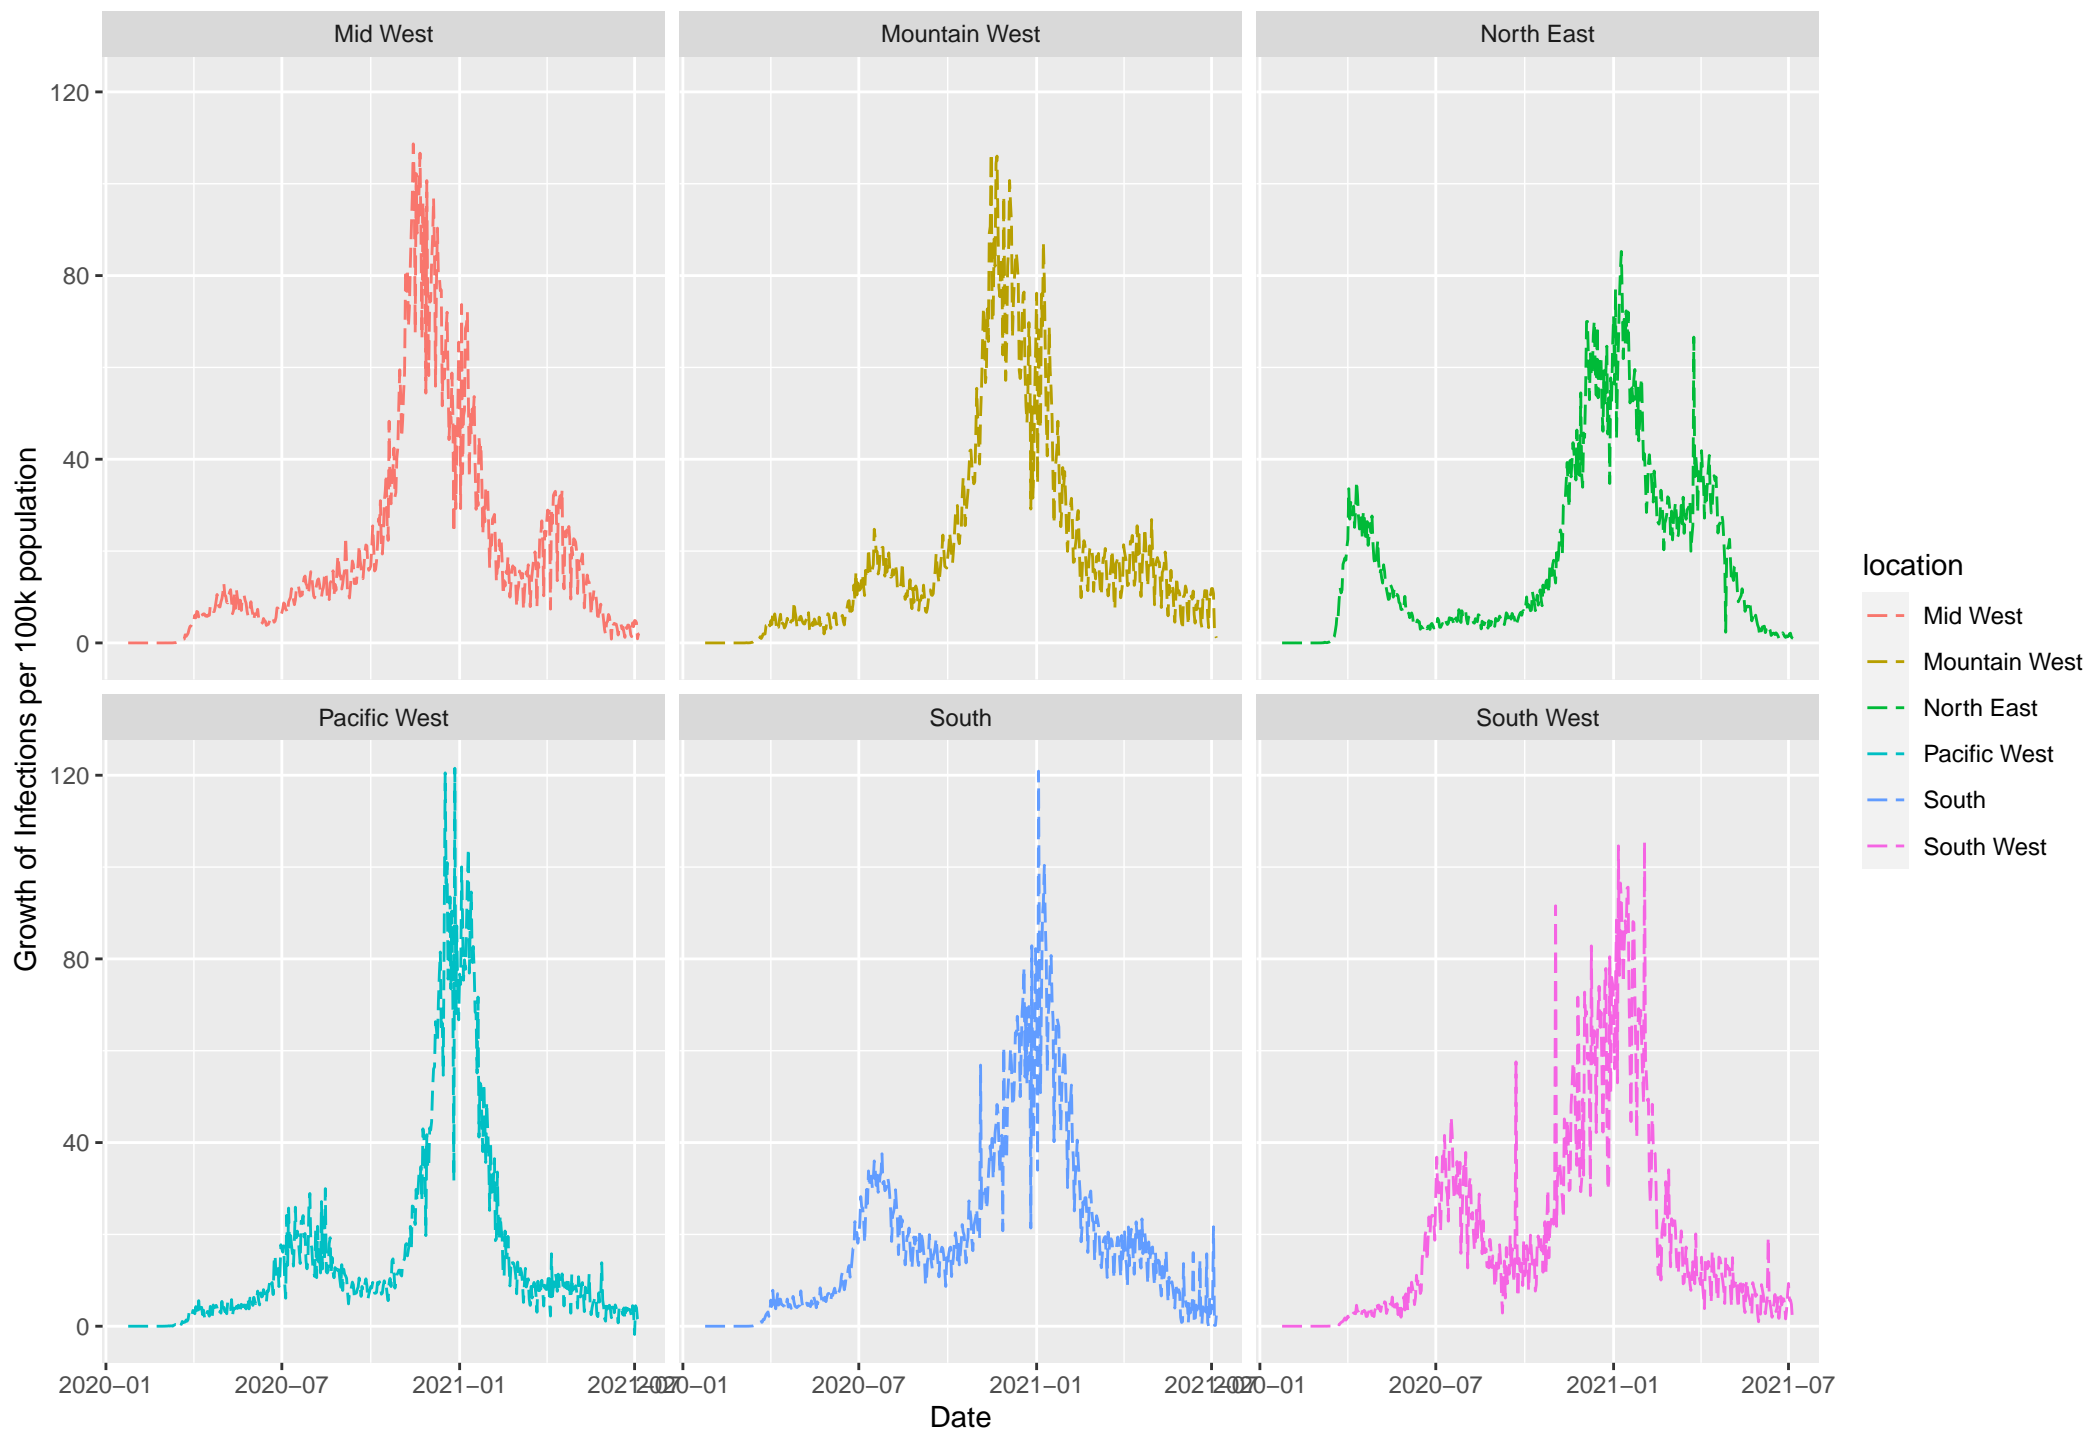 Mid West
Mountain West
North East
120
80
40
0
Growth of Infections per 100k population
Pacific West
South
South West
120
80
40
0
2020−01
2020−07
2021−01
2021−07
2020−01
2020−07
2021−01
2021−07
2020−01
2020−07
2021−01
2021−07
Date
location
Mid West
Mountain West
North East
Pacific West
South
South West